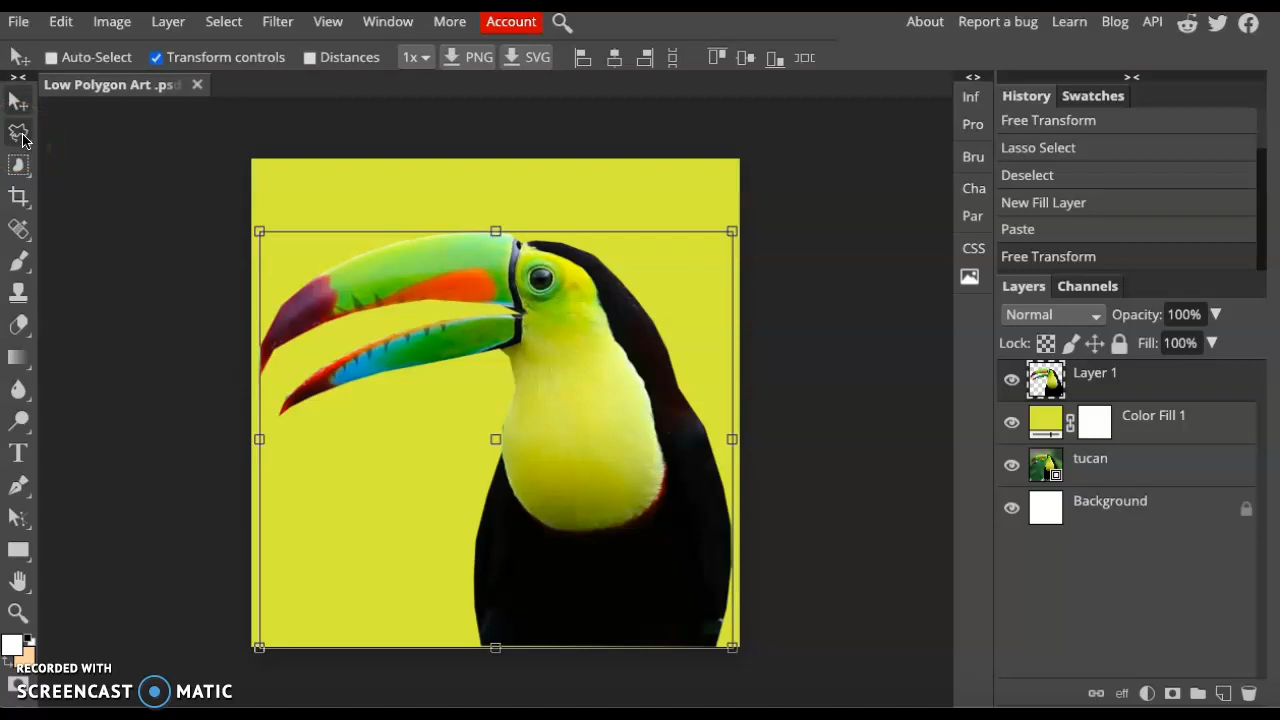 File Edit Image Layer Select Filter View Window More Account About Report a bug Learn Blog API
Auto-Select Transform controls Distances 1x PNG SVG
Low Polygon Art .psd
History Swatches
Free Transform
Lasso Select
Deselect
New Fill Layer
Paste
Free Transform
Inf
Pro
Bru
Cha
Par
CSS
Layers Channels
Normal Opacity: 100%
Lock: Fill: 100%
Layer 1
Color Fill 1
tucan
Background
eff
RECORDED WITH
SCREENCAST MATIC